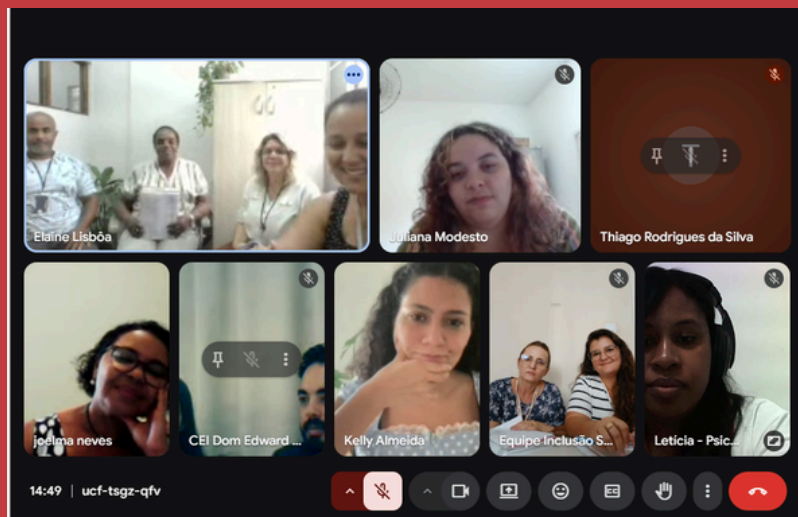 Elaine Lisbôa
Juliana Modesto
T
Thiago Rodrigues da Silva
joelma neves
CEI Dom Edward ...
Kelly Almeida
Equipe Inclusão S...
Letícia - Psic...
14:49 | ucf-tsgz-qfv
CC